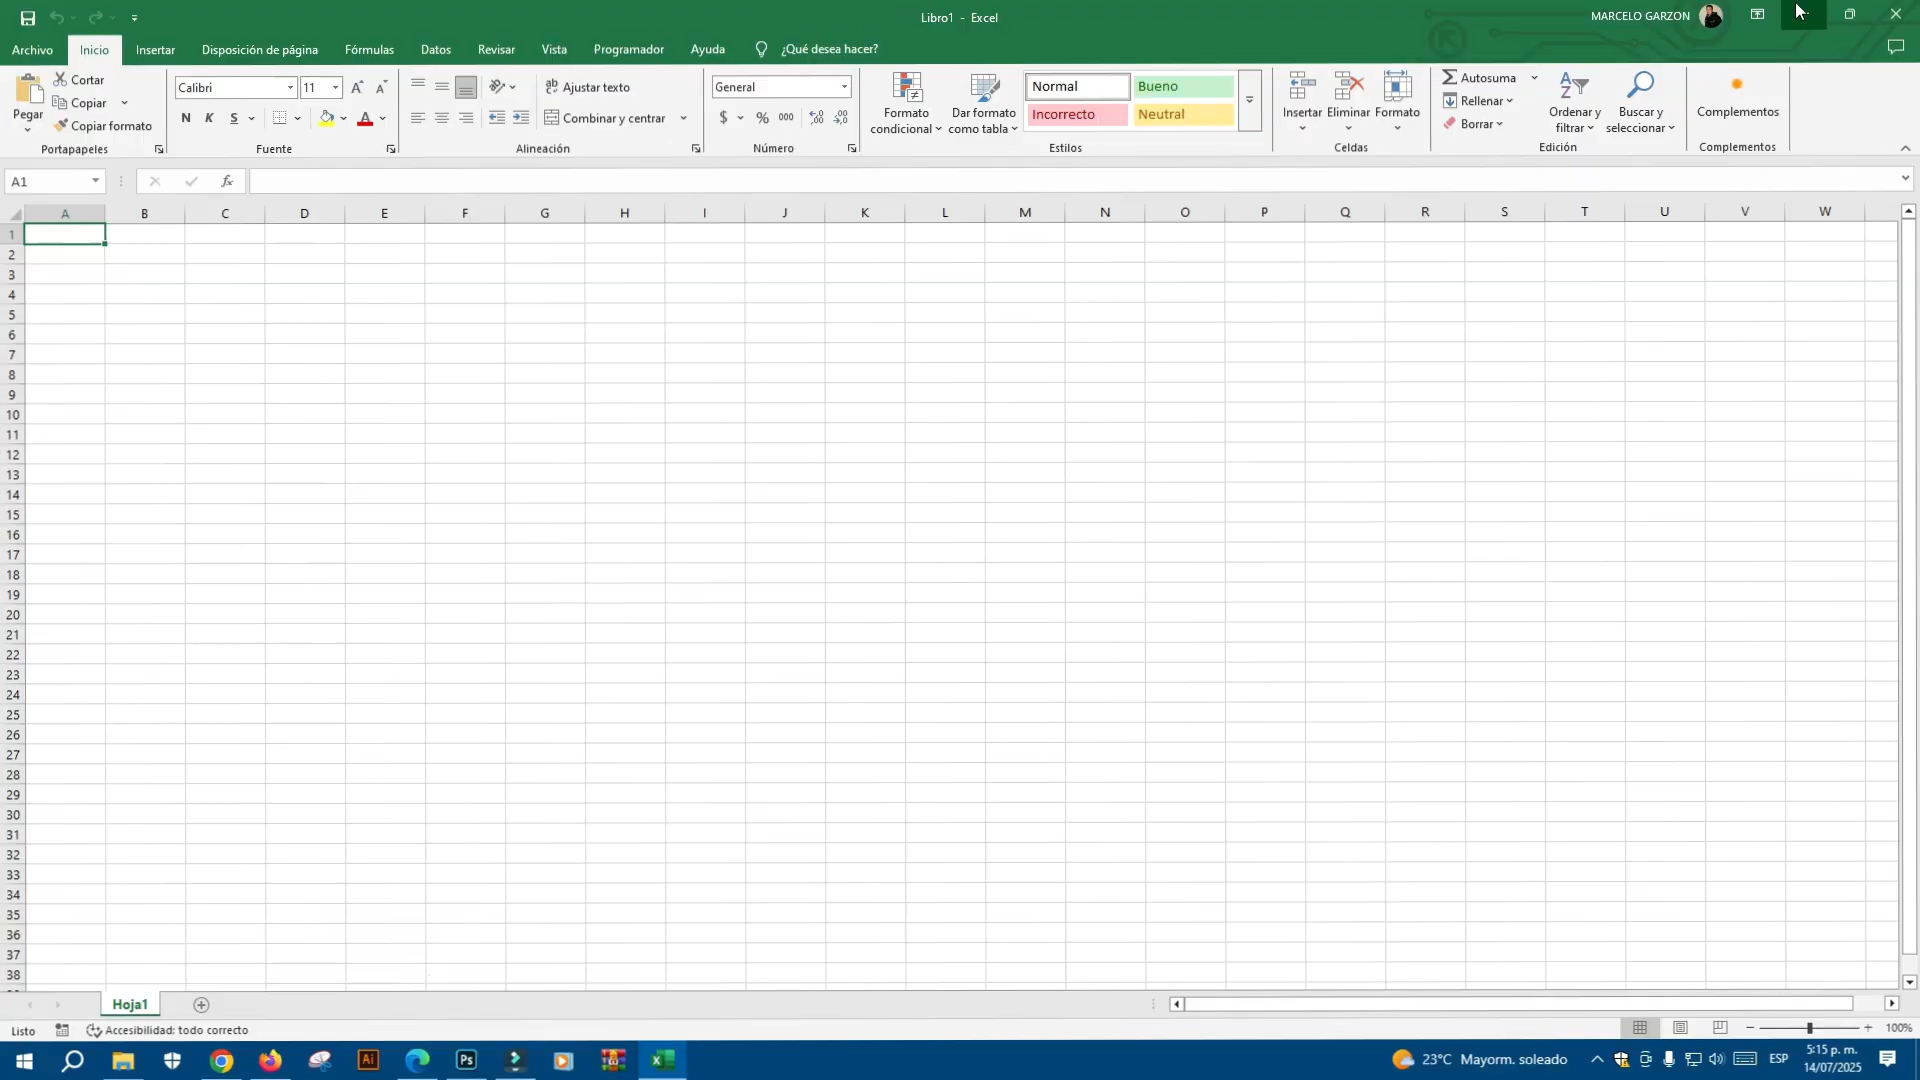 Libro1 - Excel
MARCELO GARZON
Archivo Inicio Insertar Disposición de página Fórmulas Datos Revisar Vista Programador Ayuda ¿Qué desea hacer?
Pegar
Cortar
Copiar
Copiar formato
Portapapeles
Calibri 11
N K S
Fuente
Ajustar texto
Combinar y centrar
Alineación
General
$ % 000
Número
Formato condicional
Dar formato como tabla
Normal Bueno
Incorrecto Neutral
Estilos
Insertar Eliminar Formato
Celdas
Autosuma
Rellenar
Borrar
Ordenar y filtrar
Buscar y seleccionar
Edición
Complementos
Complementos
A1 fx
A B C D E F G H I J K L M N O P Q R S T U V W
1
2
3
4
5
6
7
8
9
10
11
12
13
14
15
16
17
18
19
20
21
22
23
24
25
26
27
28
29
30
31
32
33
34
35
36
37
38
Hoja1
Listo Accesibilidad: todo correcto 100%
Ai Ps 23°C Mayorm. soleado ESP 5:15 p. m.
14/07/2025